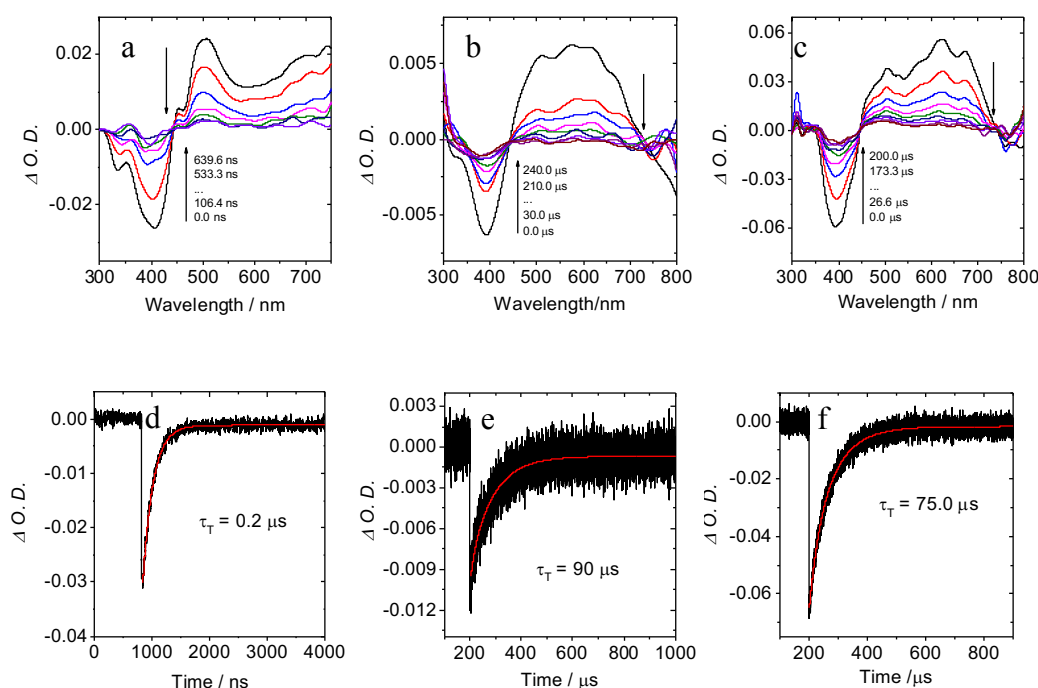 a
0.02
0.00
-0.02
Δ O. D.
639.6 ns
533.3 ns
...
106.4 ns
0.0 ns
300 400 500 600 700
Wavelength / nm
b
0.005
0.000
-0.005
Δ O. D.
240.0 μs
210.0 μs
...
30.0 μs
0.0 μs
300 400 500 600 700 800
Wavelength/nm
c
0.06
0.03
0.00
-0.03
-0.06
Δ O. D.
200.0 μs
173.3 μs
...
26.6 μs
0.0 μs
300 400 500 600 700 800
Wavelength / nm
d
0.00
-0.01
-0.02
-0.03
-0.04
Δ O. D.
τT = 0.2 μs
0 1000 2000 3000 4000
Time / ns
e
0.003
0.000
-0.003
-0.006
-0.009
-0.012
Δ O. D.
τT = 90 μs
200 400 600 800 1000
Time / μs
f
0.00
-0.02
-0.04
-0.06
Δ O. D.
τT = 75.0 μs
200 400 600 800
Time /μs